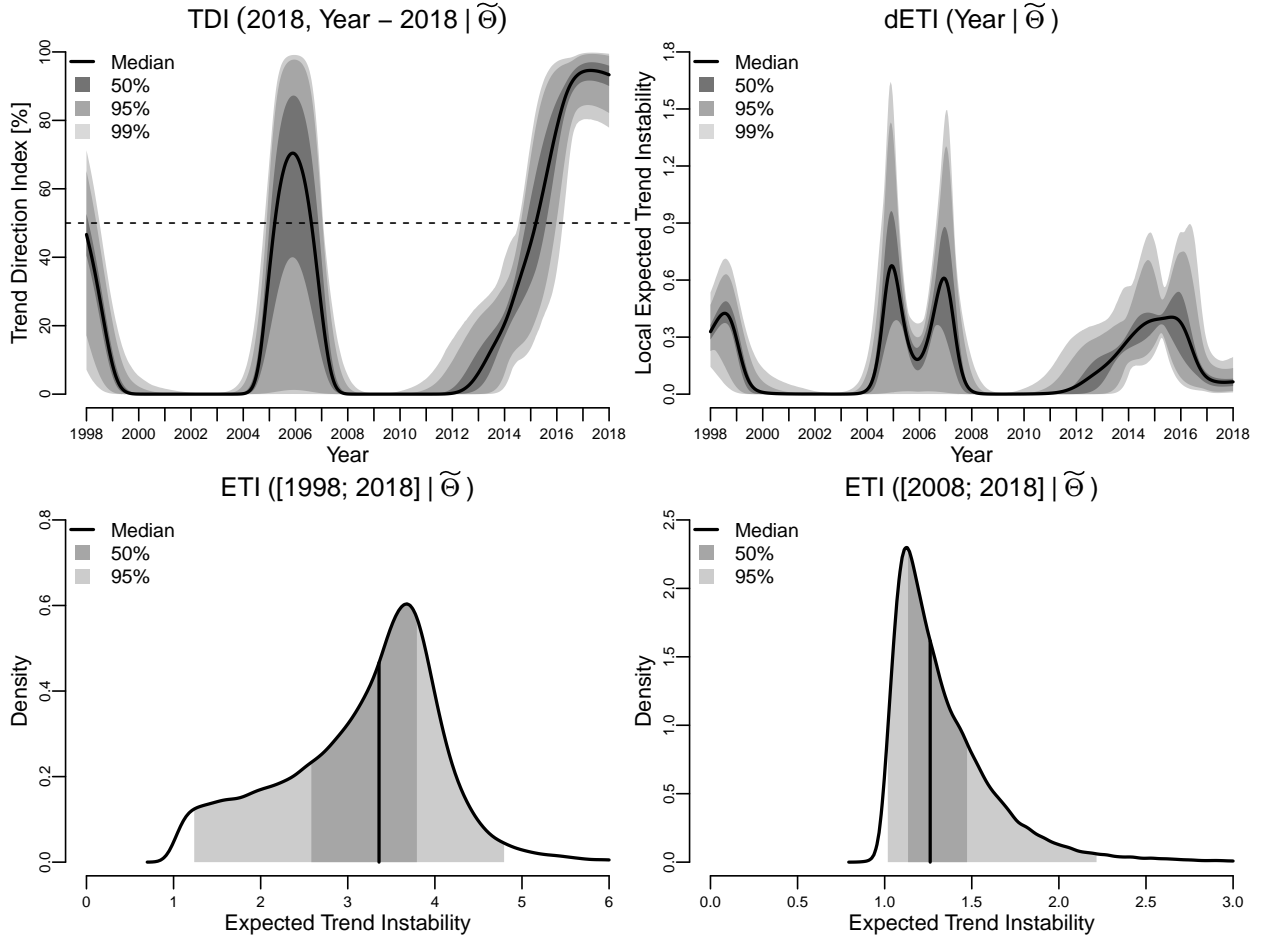 TDI (2018, Year − 2018 | Θ̃)
Median
50%
95%
99%
Trend Direction Index [%]
0 20 40 60 80 100
1998 2000 2002 2004 2006 2008 2010 2012 2014 2016 2018
Year
dETI (Year | Θ̃ )
Median
50%
95%
99%
Local Expected Trend Instability
0.0 0.3 0.6 0.9 1.2 1.5 1.8
1998 2000 2002 2004 2006 2008 2010 2012 2014 2016 2018
Year
ETI ([1998; 2018] | Θ̃ )
Median
50%
95%
Density
0.0 0.2 0.4 0.6 0.8
0 1 2 3 4 5 6
Expected Trend Instability
ETI ([2008; 2018] | Θ̃ )
Median
50%
95%
Density
0.0 0.5 1.0 1.5 2.0 2.5
0.0 0.5 1.0 1.5 2.0 2.5 3.0
Expected Trend Instability